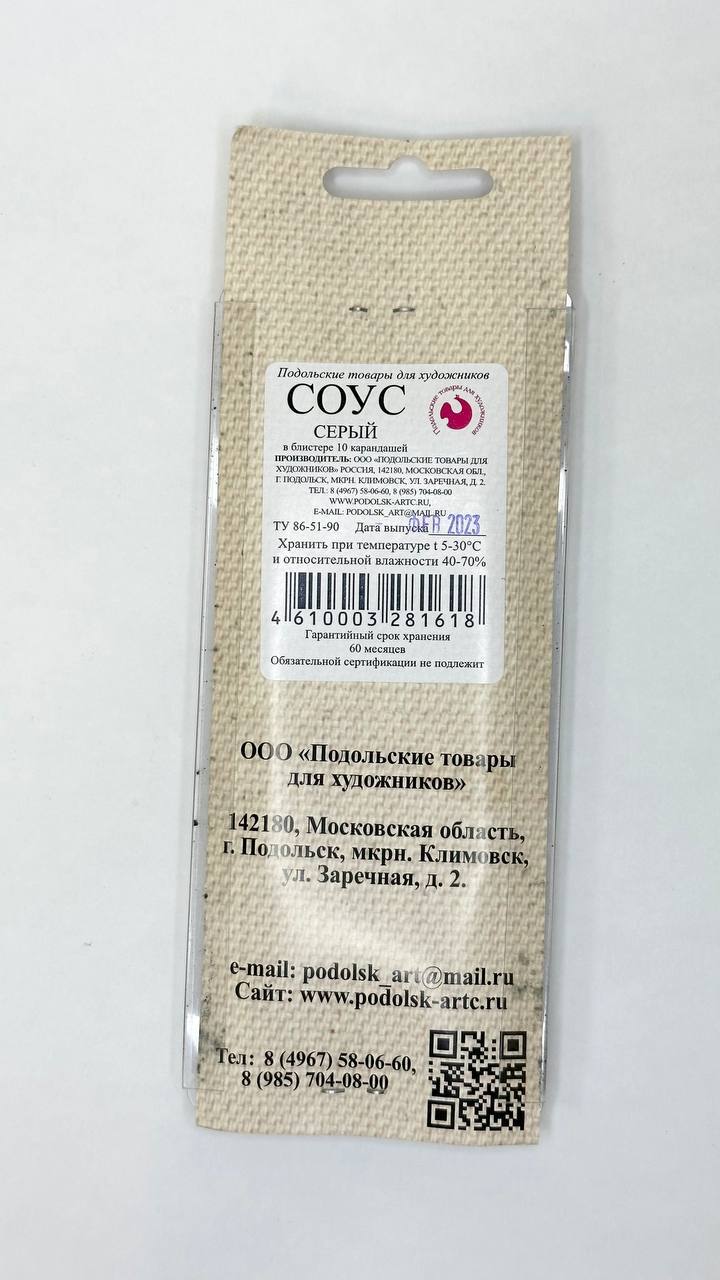 Подольские товары для художников
СОУС
Подольские товары для художников
СЕРЫЙ
в блистере 10 карандашей
ПРОИЗВОДИТЕЛЬ: ООО «ПОДОЛЬСКИЕ ТОВАРЫ ДЛЯ
ХУДОЖНИКОВ» РОССИЯ, 142180, МОСКОВСКАЯ ОБЛ.,
Г. ПОДОЛЬСК, МКРН. КЛИМОВСК, УЛ. ЗАРЕЧНАЯ, Д. 2.
ТЕЛ.: 8 (4967) 58-06-60, 8 (985) 704-08-00
WWW.PODOLSK-ARTC.RU,
E-MAIL: PODOLSK_ART@MAIL.RU
ТУ 86-51-90 Дата выпуска ФЕВ 2023
Хранить при температуре t 5-30°C
и относительной влажности 40-70%
4 610003 281618
Гарантийный срок хранения
60 месяцев
Обязательной сертификации не подлежит
ООО «Подольские товары
для художников»
142180, Московская область,
г. Подольск, мкрн. Климовск,
ул. Заречная, д. 2.
e-mail: podolsk_art@mail.ru
Сайт: www.podolsk-artc.ru
Тел: 8 (4967) 58-06-60,
8 (985) 704-08-00